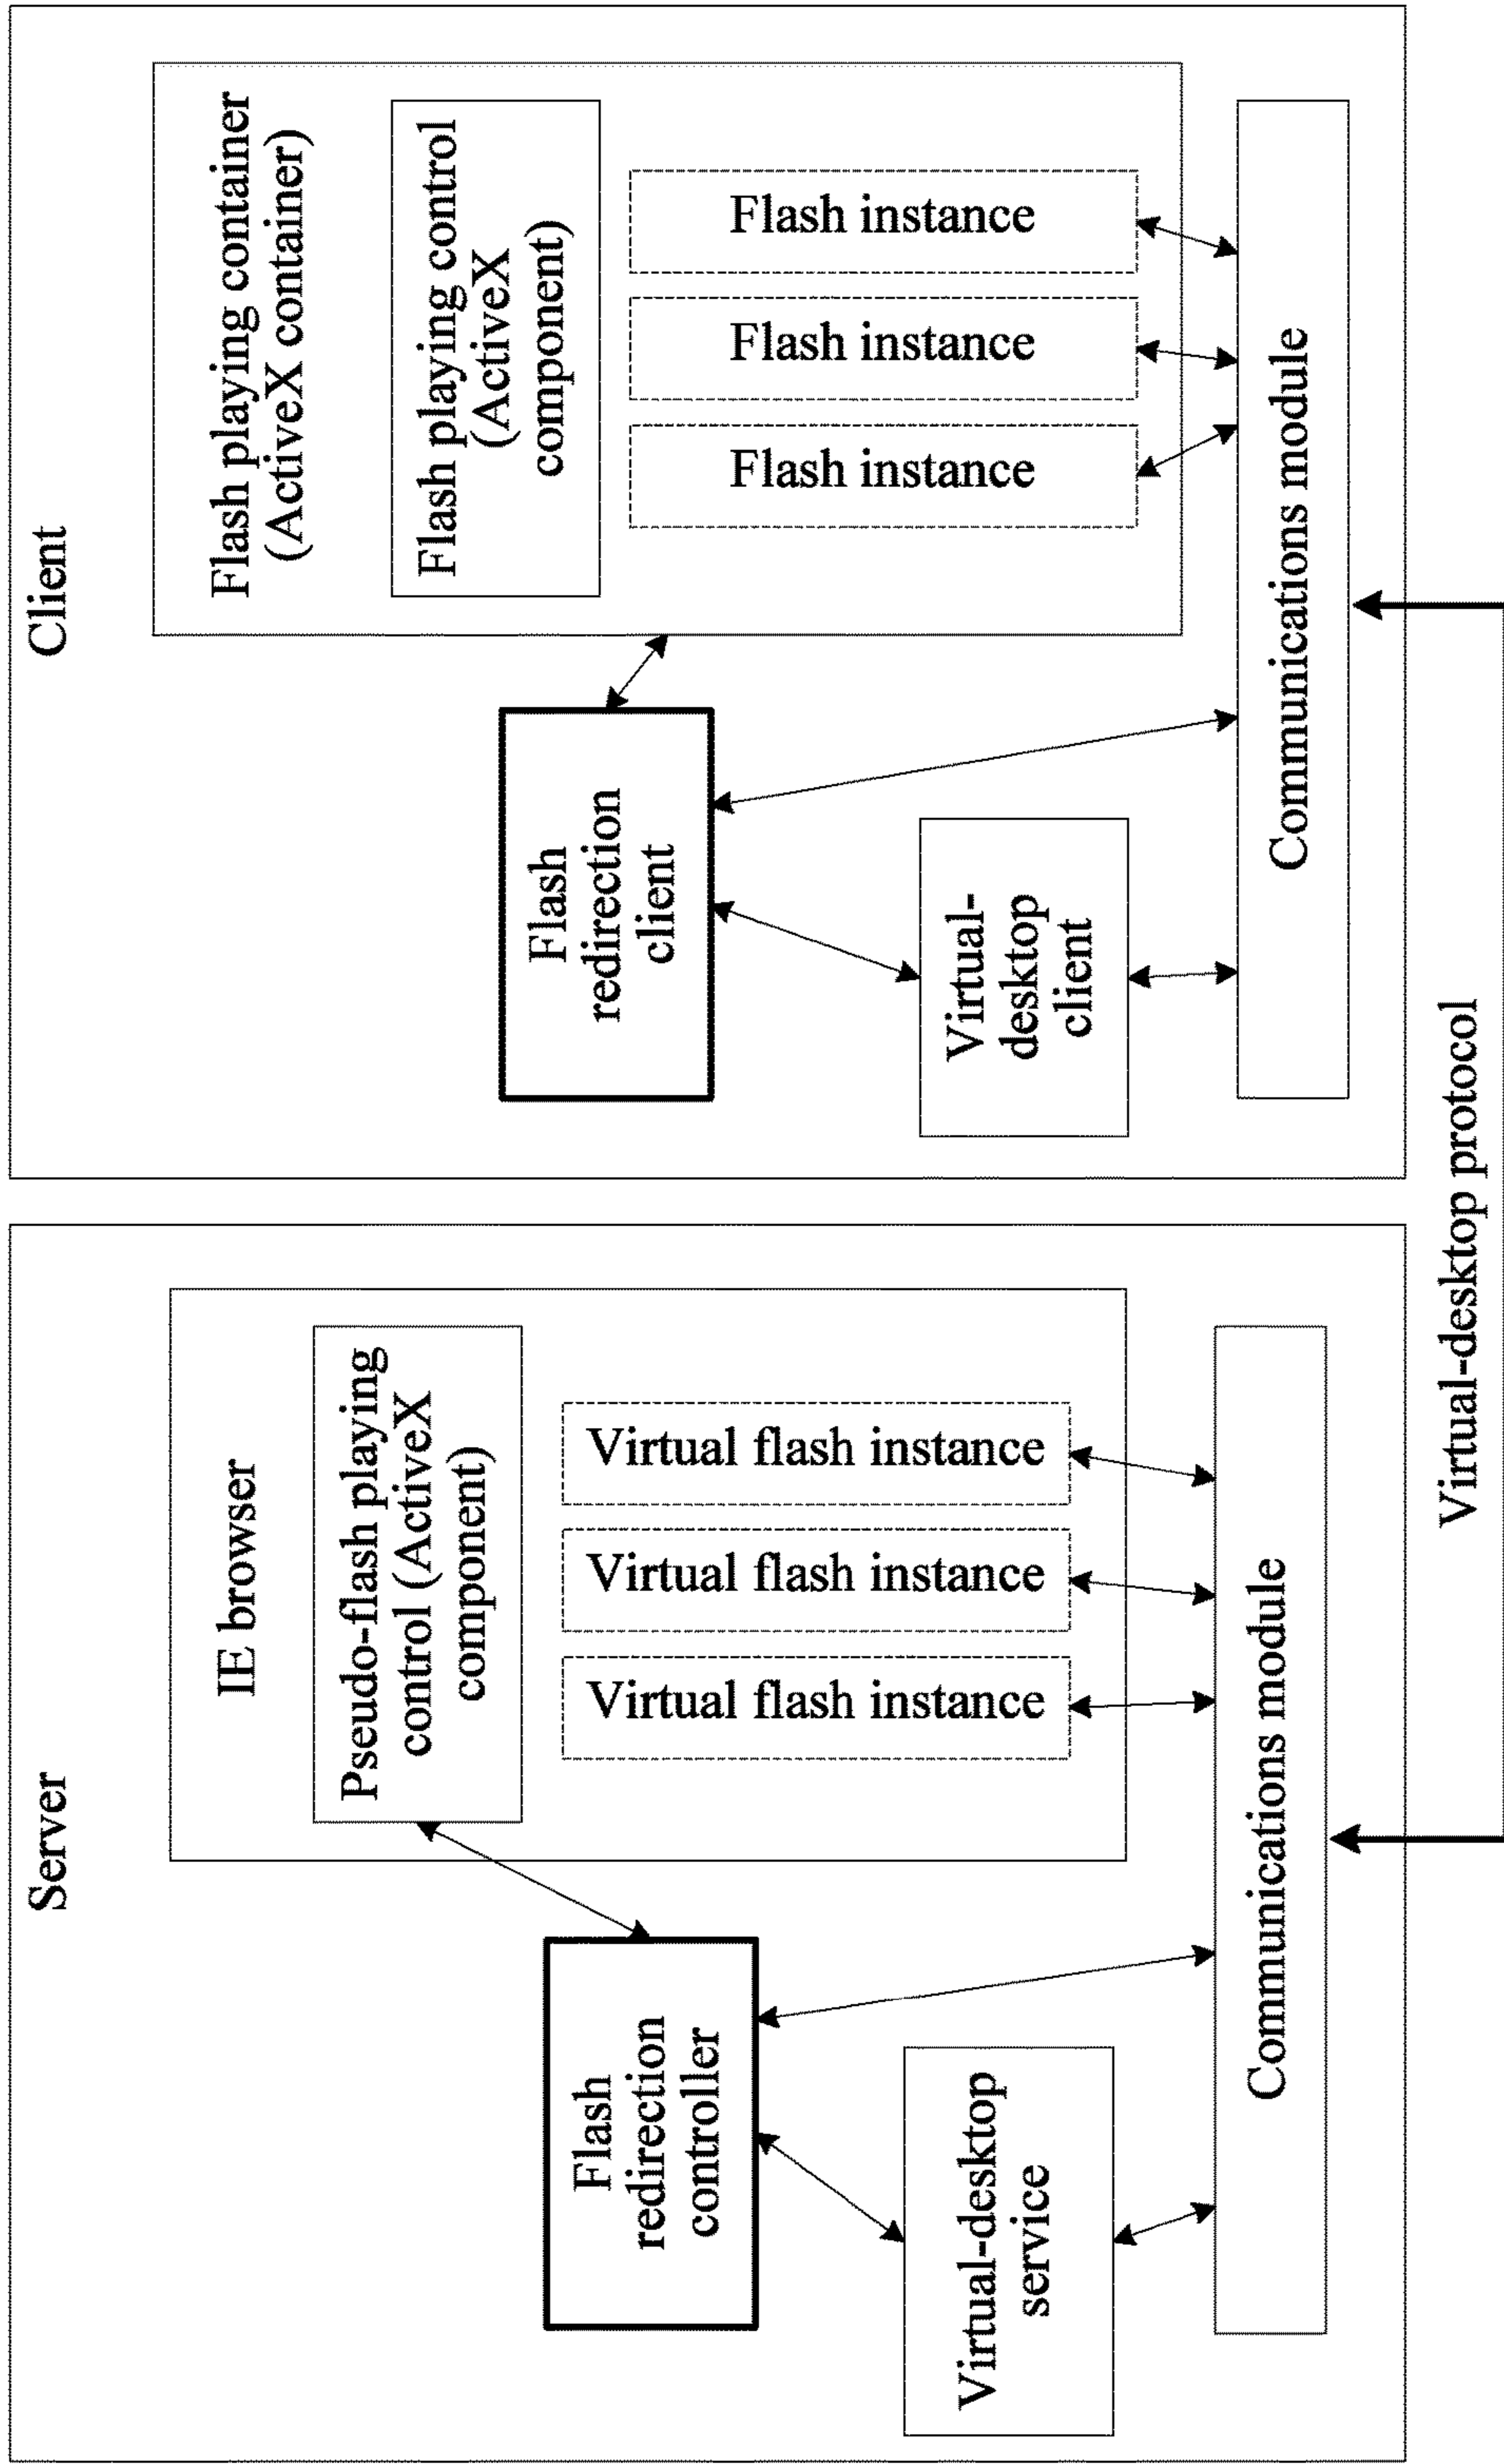 Server
IE browser
Pseudo-flash playing
control (ActiveX
component)
Virtual flash instance
Virtual flash instance
Virtual flash instance
Flash
redirection
controller
Virtual-desktop
service
Communications module
Client
Flash playing container
(ActiveX container)
Flash playing control
(ActiveX
component)
Flash instance
Flash instance
Flash instance
Flash
redirection
client
Virtual-
desktop
client
Communications module
Virtual-desktop protocol